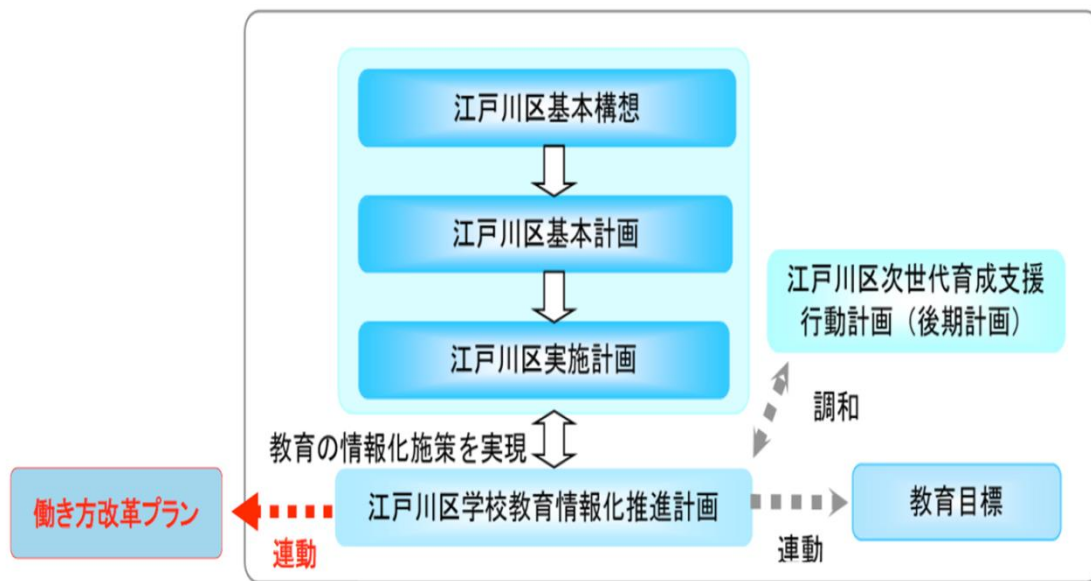 江戸川区基本構想
江戸川区基本計画
江戸川区次世代育成支援
行動計画（後期計画）
江戸川区実施計画
調和
教育の情報化施策を実現
働き方改革プラン
江戸川区学校教育情報化推進計画
教育目標
連動
連動